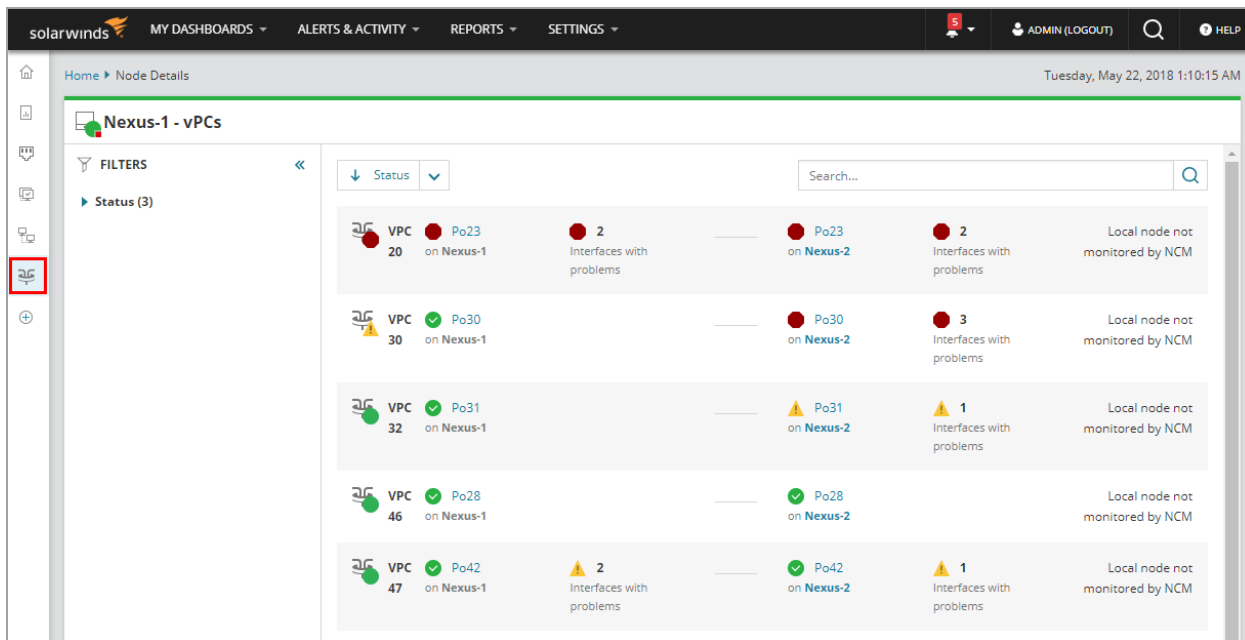 solarwinds MY DASHBOARDS ALERTS & ACTIVITY REPORTS SETTINGS 5 ADMIN (LOGOUT) HELP
Home Node Details Tuesday, May 22, 2018 1:10:15 AM
Nexus-1 - vPCs
FILTERS
Status (3)
Status Search...
VPC 20
Po23
on Nexus-1
2
Interfaces with
problems
Po23
on Nexus-2
2
Interfaces with
problems
Local node not
monitored by NCM
VPC 30
Po30
on Nexus-1
Po30
on Nexus-2
3
Interfaces with
problems
Local node not
monitored by NCM
VPC 32
Po31
on Nexus-1
Po31
on Nexus-2
1
Interfaces with
problems
Local node not
monitored by NCM
VPC 46
Po28
on Nexus-1
Po28
on Nexus-2
Local node not
monitored by NCM
VPC 47
Po42
on Nexus-1
2
Interfaces with
problems
Po42
on Nexus-2
1
Interfaces with
problems
Local node not
monitored by NCM